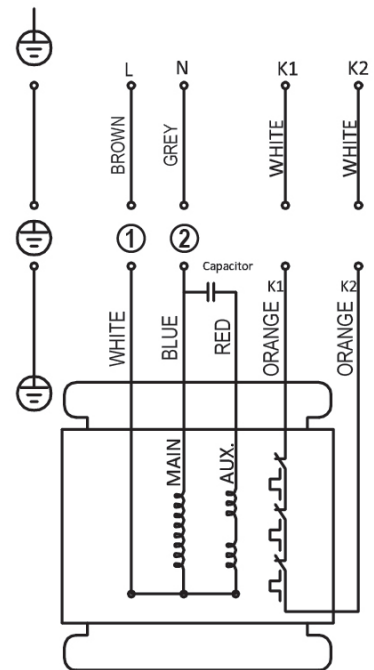 L N K1 K2
BROWN GREY WHITE WHITE
① ②
Capacitor
K1 K2
WHITE BLUE RED ORANGE ORANGE
MAIN AUX.